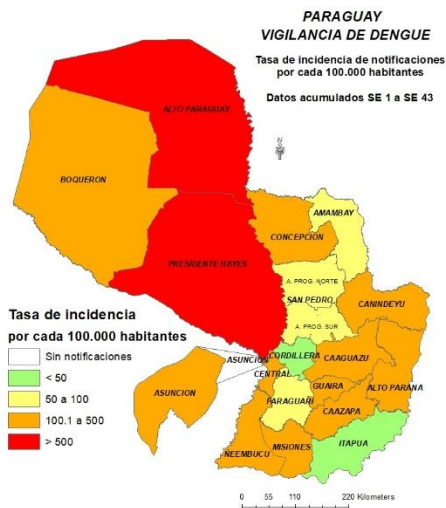 PARAGUAY
VIGILANCIA DE DENGUE
Tasa de incidencia de notificaciones
por cada 100.000 habitantes
Datos acumulados SE 1 a SE 43
N
ALTO PARAGUAY
BOQUERON
AMAMBAY
CONCEPCION
PRESIDENTE HAYES
A. PROG. NORTE
SAN PEDRO
CANINDEYU
A. PROG. SUR
ASUNCION
CORDILLERA
CAAGUAZU
CENTRAL
ASUNCION
GUAIRA
ALTO PARANA
PARAGUARI
CAAZAPA
ÑEEMBUCU
MISIONES
ITAPUA
Tasa de incidencia
por cada 100.000 habitantes
Sin notificaciones
< 50
50 a 100
100.1 a 500
> 500
0 55 110 220 Kilometers